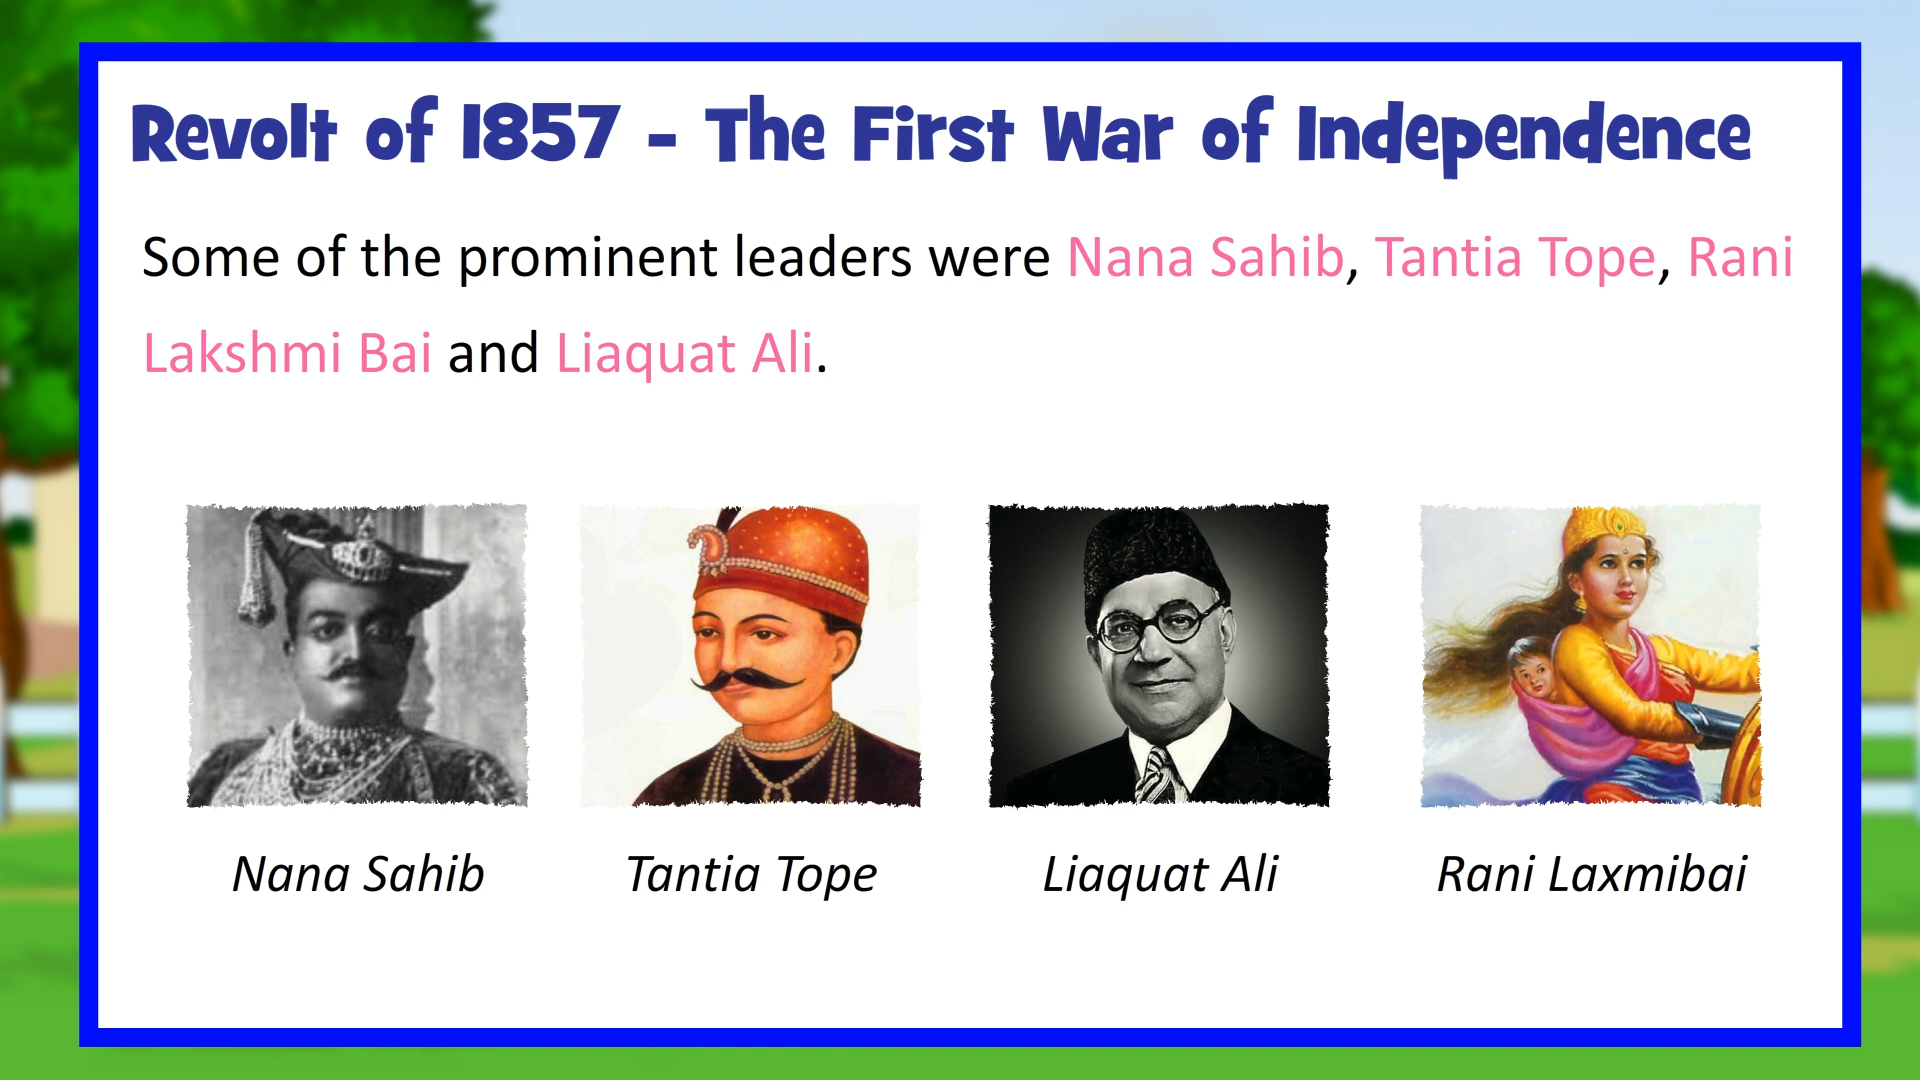 Revolt of 1857 - The First War of Independence
Some of the prominent leaders were Nana Sahib, Tantia Tope, Rani
Lakshmi Bai and Liaquat Ali.
Nana Sahib
Tantia Tope
Liaquat Ali
Rani Laxmibai